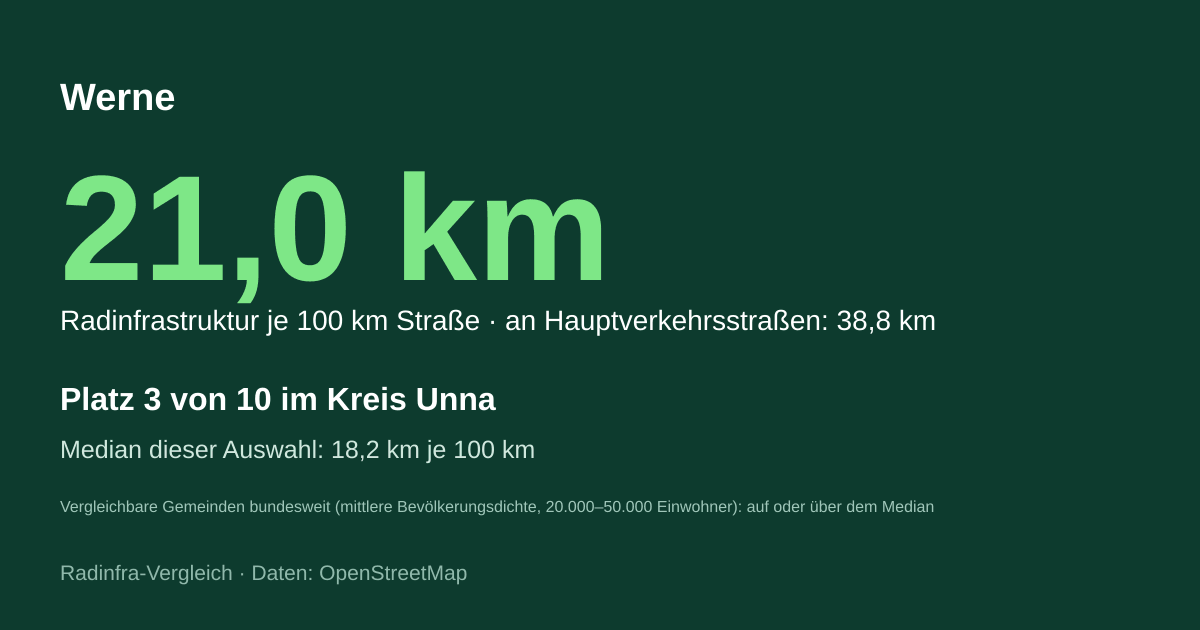 Werne
21,0 km
Radinfrastruktur je 100 km Straße · an Hauptverkehrsstraßen: 38,8 km
Platz 3 von 10 im Kreis Unna
Median dieser Auswahl: 18,2 km je 100 km
Vergleichbare Gemeinden bundesweit (mittlere Bevölkerungsdichte, 20.000–50.000 Einwohner): auf oder über dem Median
Radinfra-Vergleich · Daten: OpenStreetMap